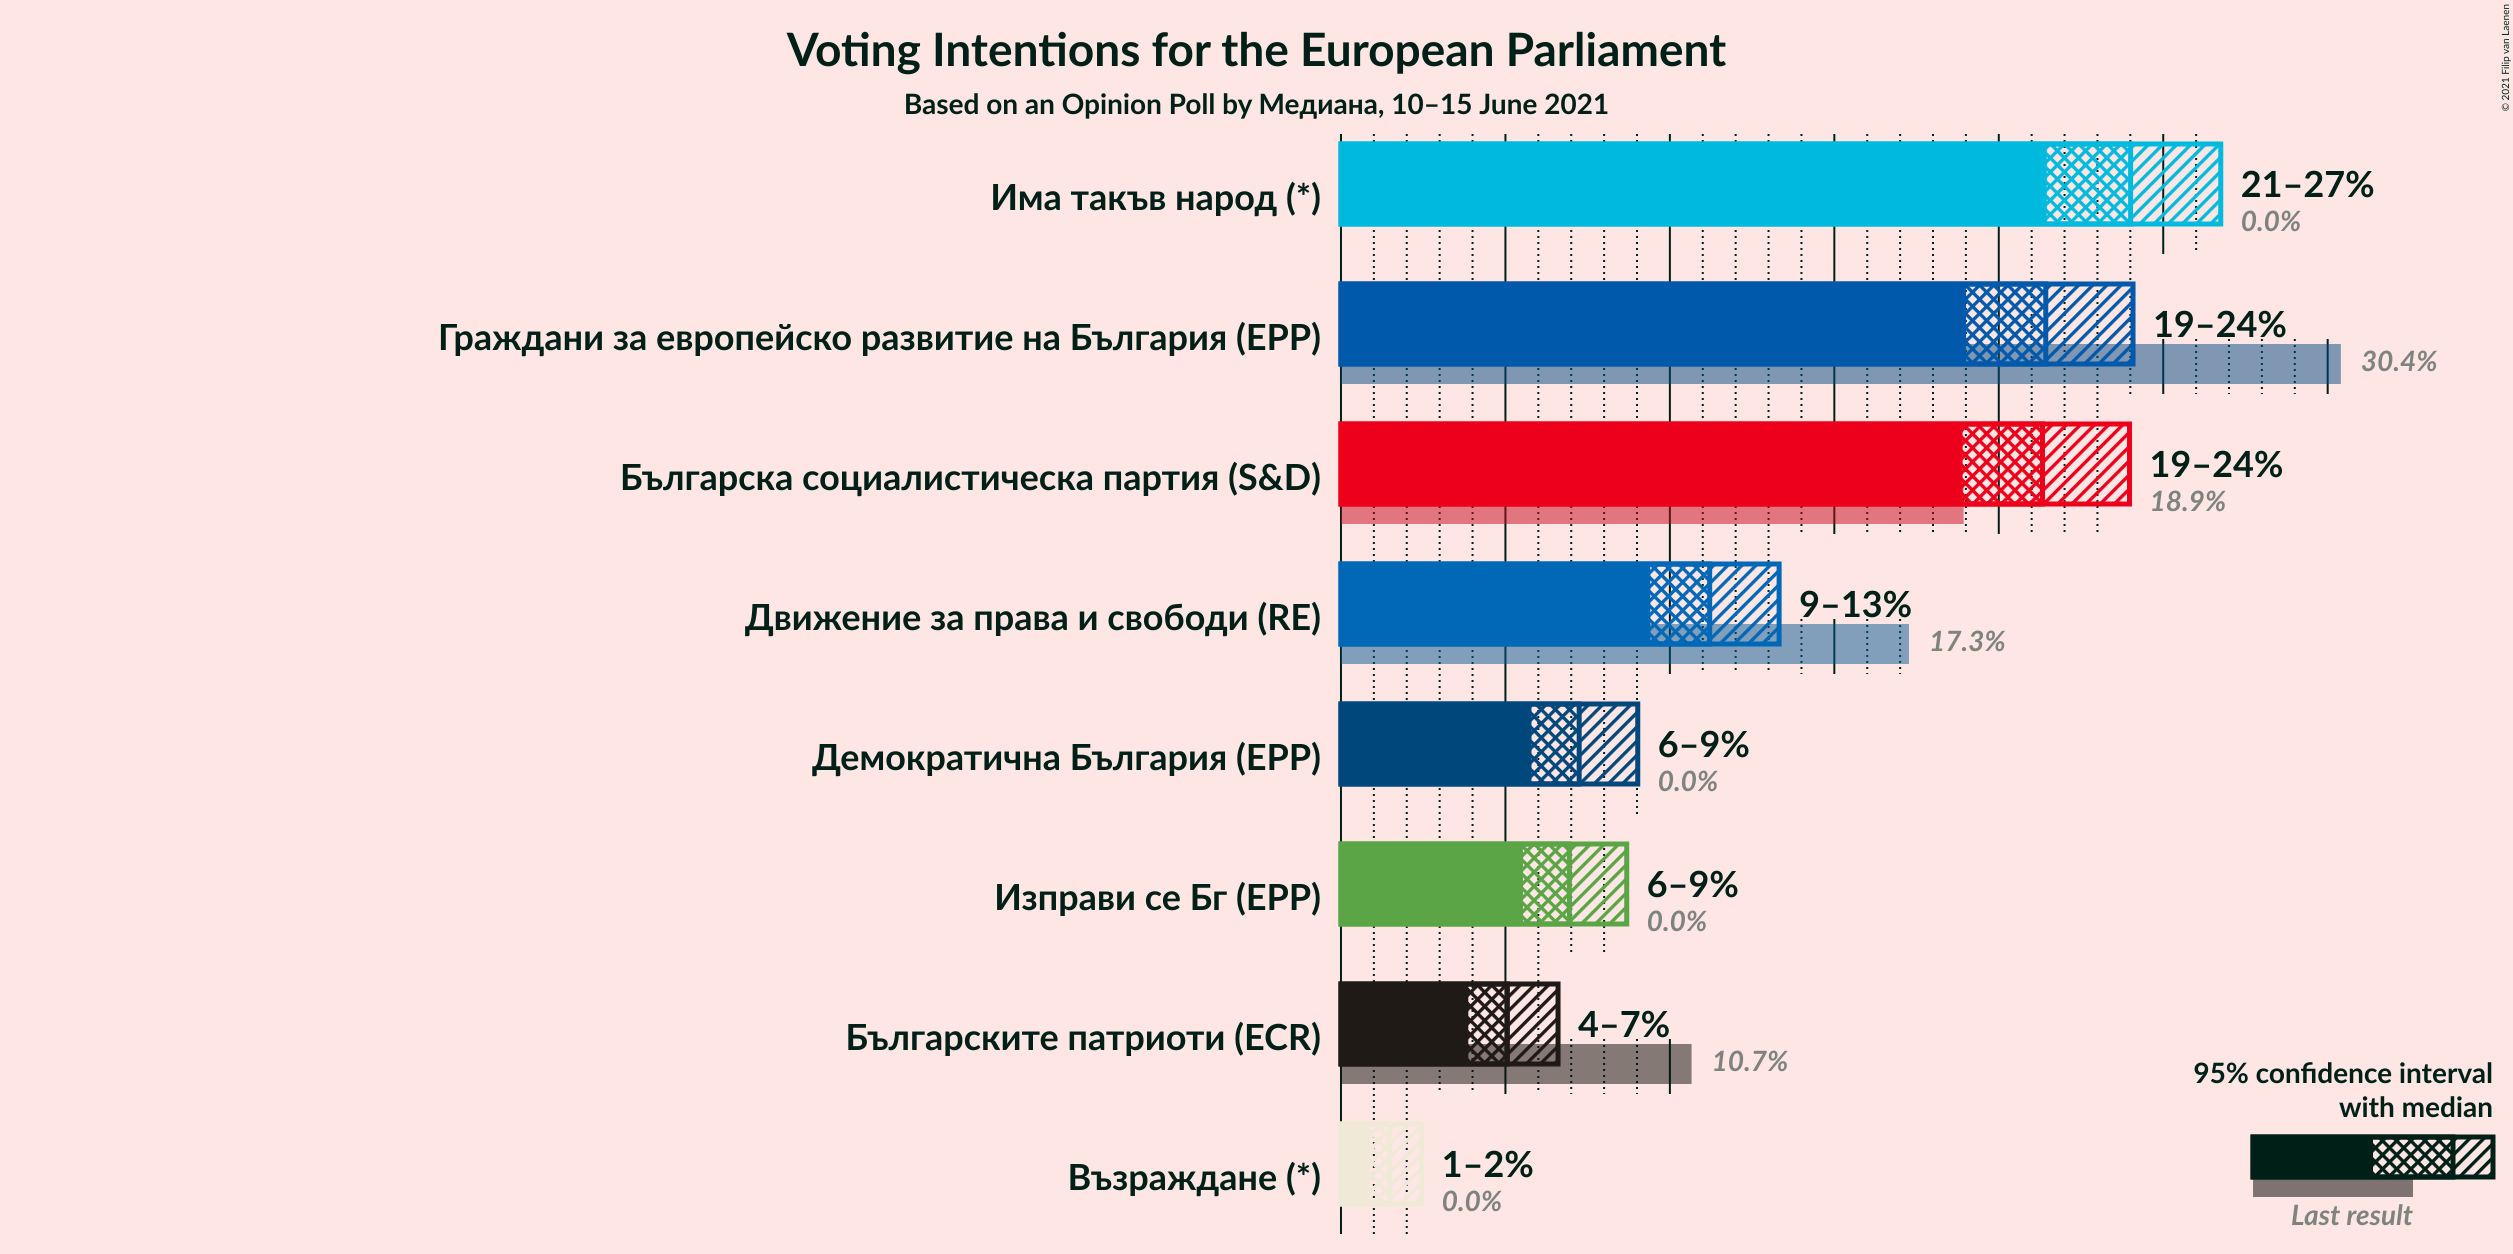 Voting Intentions for the European Parliament
Based on an Opinion Poll by Медиана, 10–15 June 2021
© 2021 Filip van Laenen
Има такъв народ (*)
21–27%
0.0%
Граждани за европейско развитие на България (EPP)
19–24%
30.4%
Българска социалистическа партия (S&D)
19–24%
18.9%
Движение за права и свободи (RE)
9–13%
17.3%
Демократична България (EPP)
6–9%
0.0%
Изправи се Бг (EPP)
6–9%
0.0%
Българските патриоти (ECR)
4–7%
10.7%
Възраждане (*)
1–2%
0.0%
95% confidence interval
with median
Last result